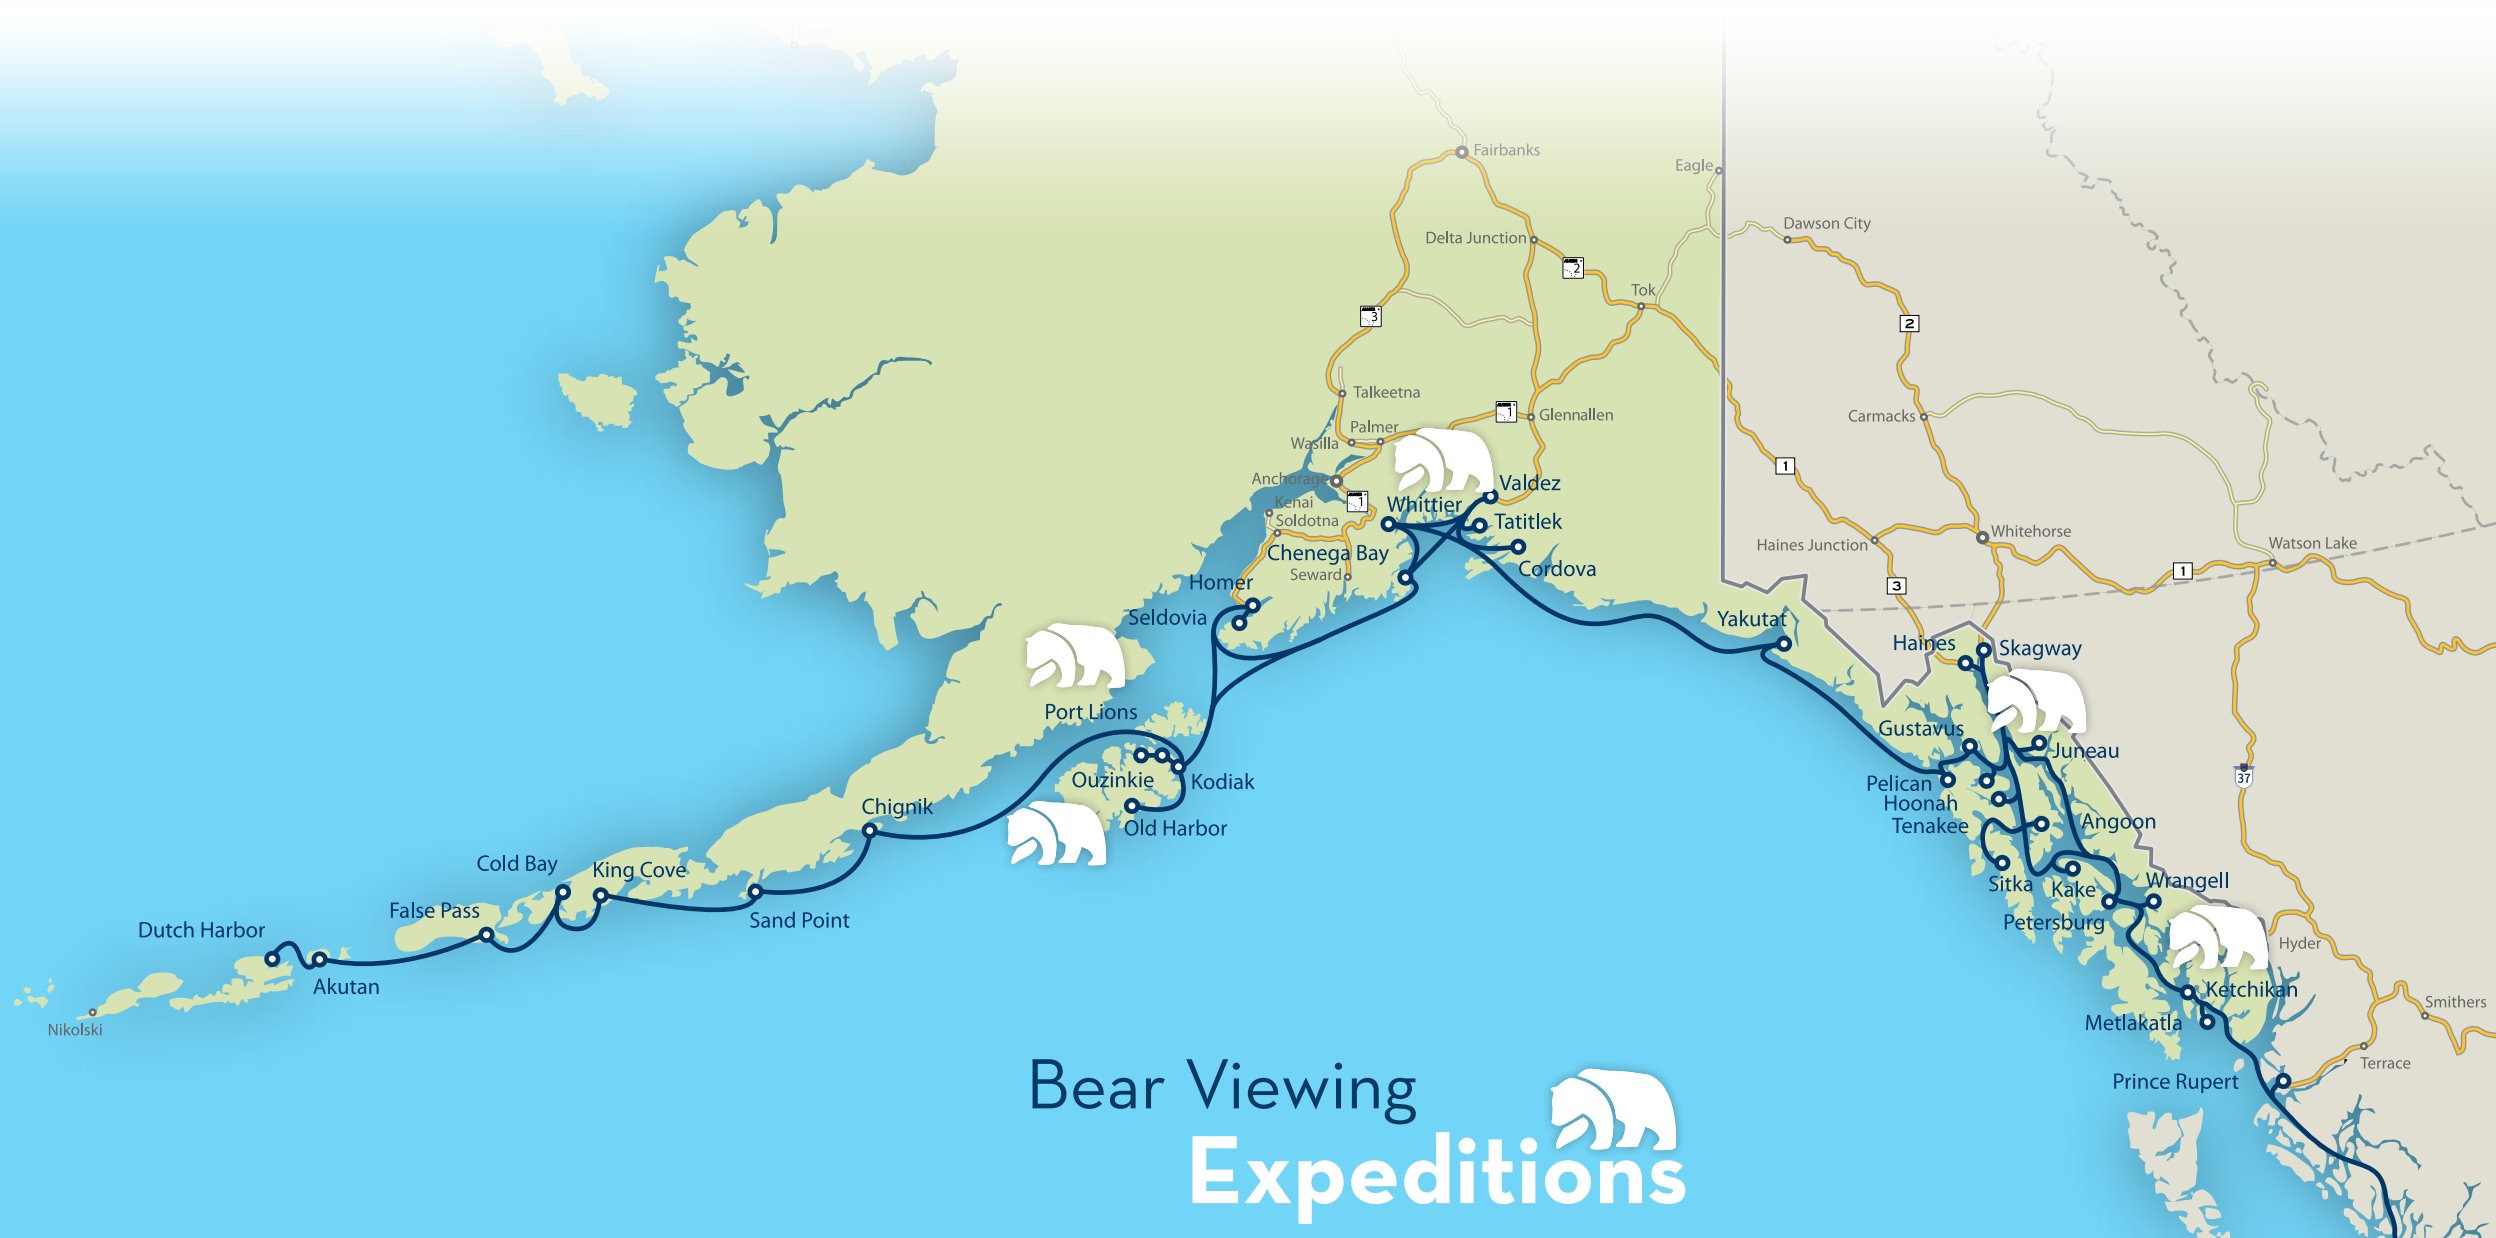 Fairbanks
Eagle
Dawson City
Delta Junction
2
Tok
3
2
Talkeetna
1
Glennallen
Carmacks
Palmer
Wasilla
1
Anchorage
Valdez
Kenai
1
Whittier
Soldotna
Tatitlek
Whitehorse
Haines Junction
Watson Lake
Chenega Bay
Seward
Cordova
1
Homer
3
Seldovia
Yakutat
Haines
Skagway
Port Lions
Gustavus
Juneau
Ouzinkie
Kodiak
Pelican
37
Hoonah
Chignik
Tenakee
Angoon
Old Harbor
Cold Bay
King Cove
Sitka
Kake
Wrangell
False Pass
Sand Point
Petersburg
Dutch Harbor
Hyder
Akutan
Ketchikan
Smithers
Nikolski
Metlakatla
Terrace
Prince Rupert
Bear Viewing
Expeditions